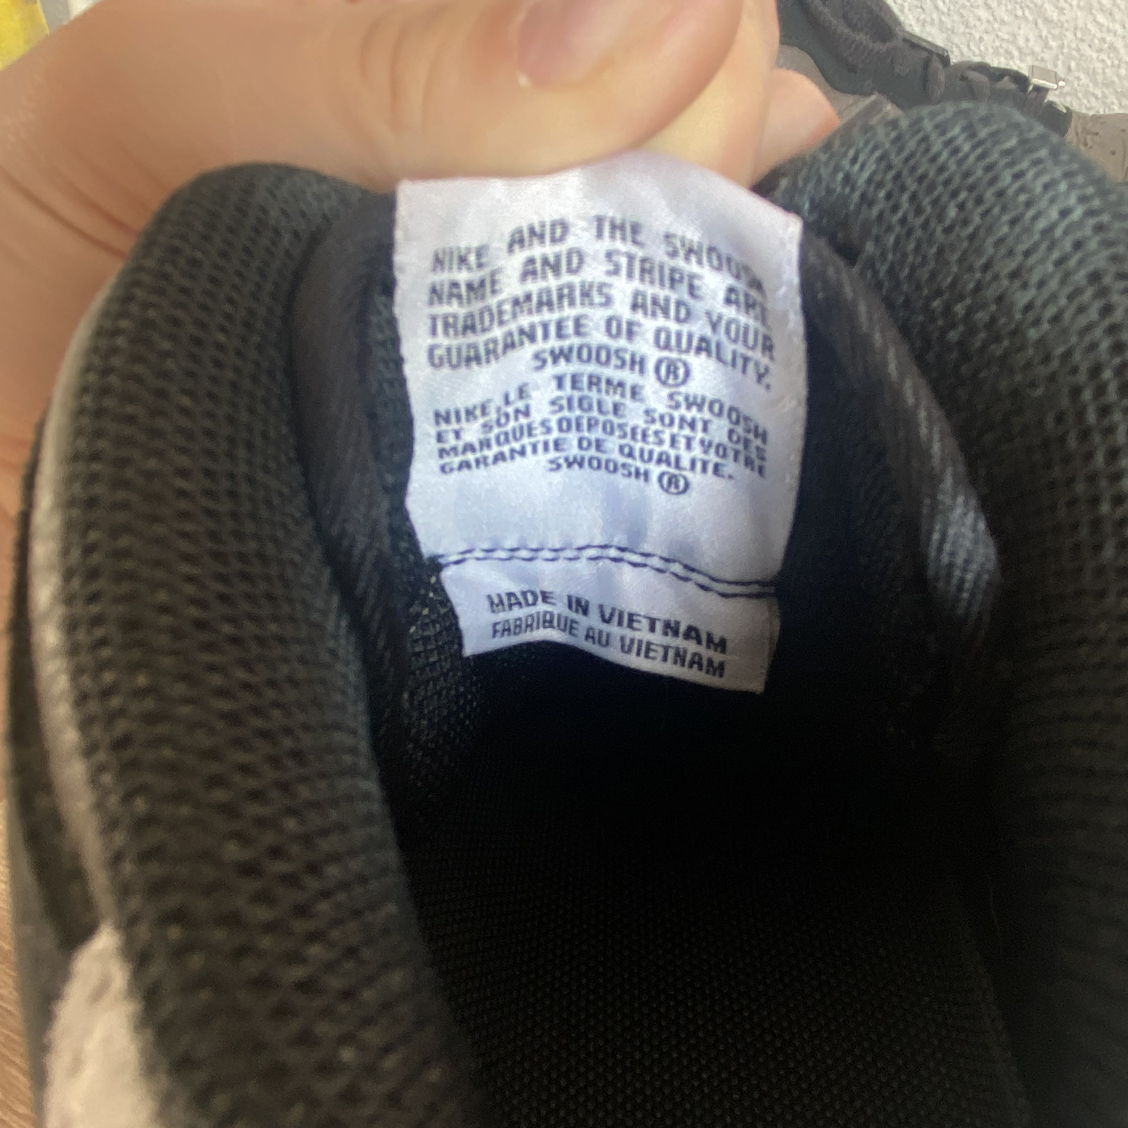 NIKE AND THE SWOOSH
NAME AND STRIPE ARE
TRADEMARKS AND YOUR
GUARANTEE OF QUALITY.
SWOOSH ®
NIKE,LE TERME SWOOSH
ET SON SIGLE SONT DES
MARQUES DEPOSEES ET VOTRE
GARANTIE DE QUALITE.
SWOOSH ®
MADE IN VIETNAM
FABRIQUE AU VIETNAM